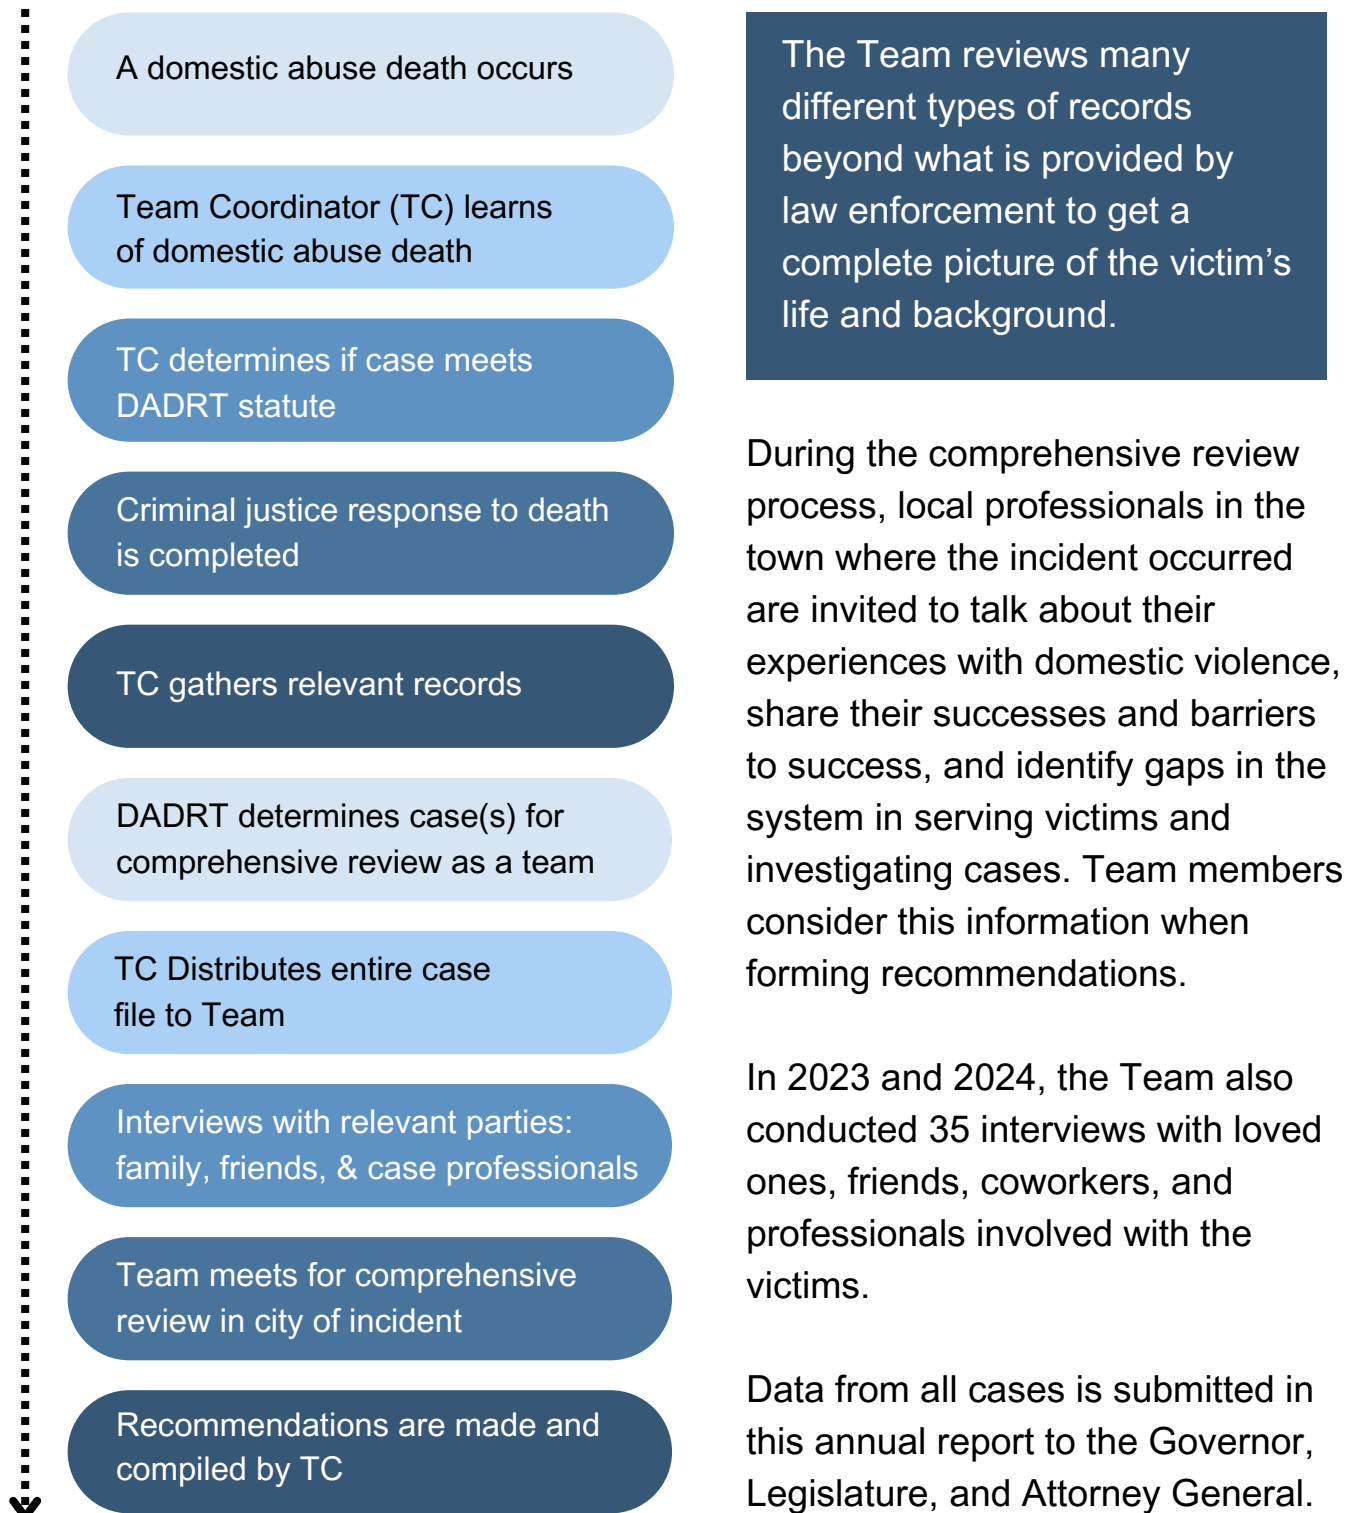 A domestic abuse death occurs
Team Coordinator (TC) learns
of domestic abuse death
TC determines if case meets
DADRT statute
Criminal justice response to death
is completed
TC gathers relevant records
DADRT determines case(s) for
comprehensive review as a team
TC Distributes entire case
file to Team
Interviews with relevant parties:
family, friends, & case professionals
Team meets for comprehensive
review in city of incident
Recommendations are made and
compiled by TC
The Team reviews many
different types of records
beyond what is provided by
law enforcement to get a
complete picture of the victim’s
life and background.
During the comprehensive review
process, local professionals in the
town where the incident occurred
are invited to talk about their
experiences with domestic violence,
share their successes and barriers
to success, and identify gaps in the
system in serving victims and
investigating cases. Team members
consider this information when
forming recommendations.
In 2023 and 2024, the Team also
conducted 35 interviews with loved
ones, friends, coworkers, and
professionals involved with the
victims.
Data from all cases is submitted in
this annual report to the Governor,
Legislature, and Attorney General.